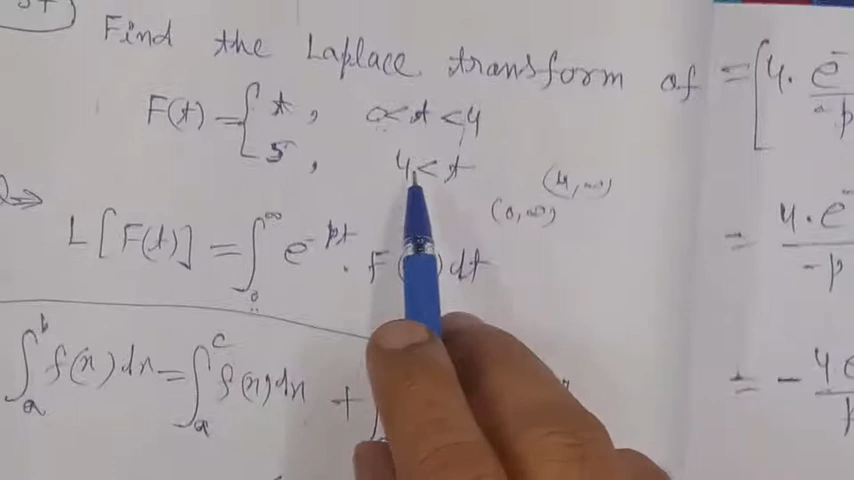 Find the Laplace transform of
F(t) = { t, 0<t<4
5, 4<t
(0,∞) (4,∞)
L[F(t)] = ∫₀^∞ e^-pt . F( ) dt
∫ₐᵇ f(x)dx = ∫ₐᶜ f(x)dx +
= [4. e^-
-p
= 4.e^-
-p
= - 4e
p